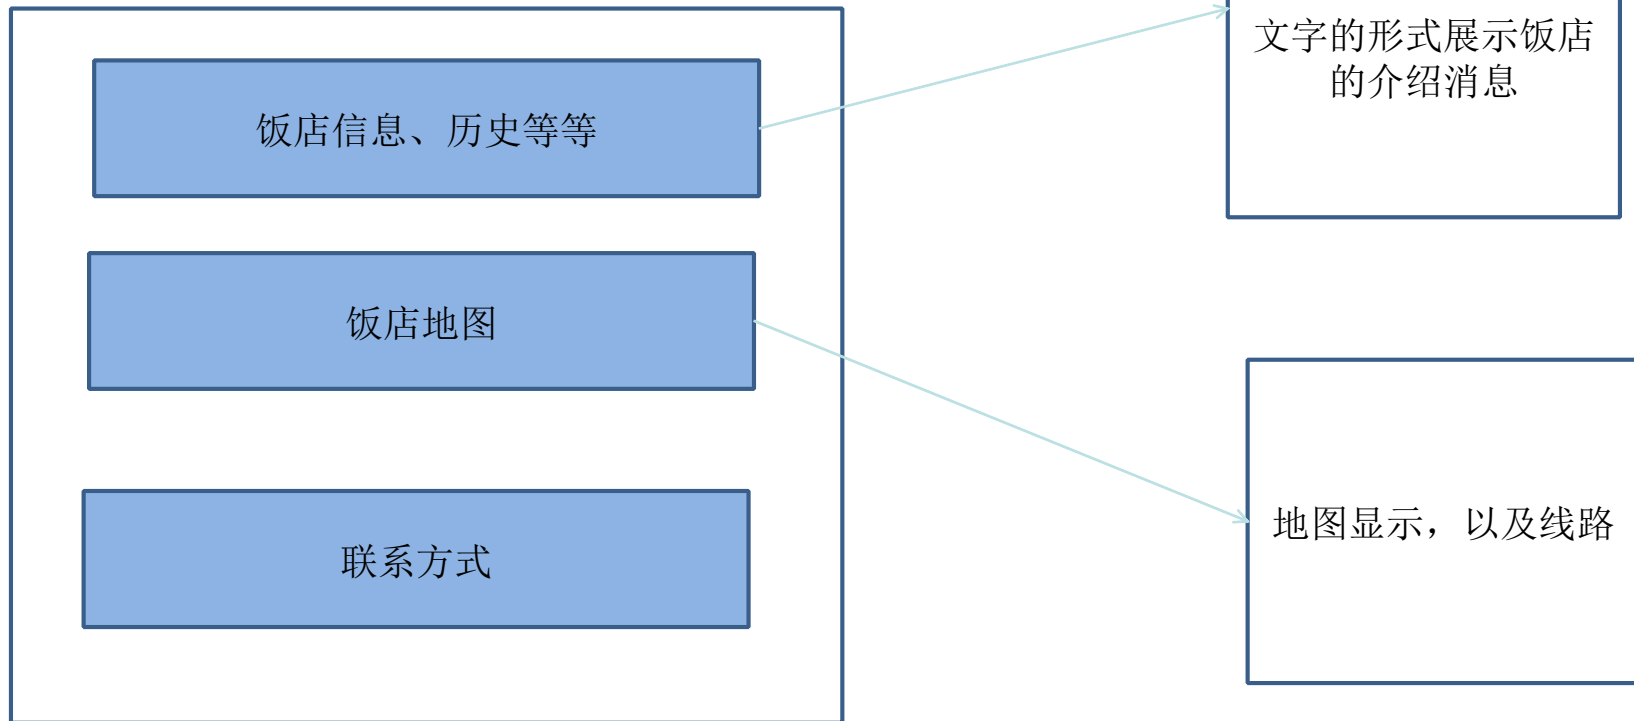 饭店信息、历史等等
饭店地图
联系方式
文字的形式展示饭店
的介绍消息
地图显示，以及线路